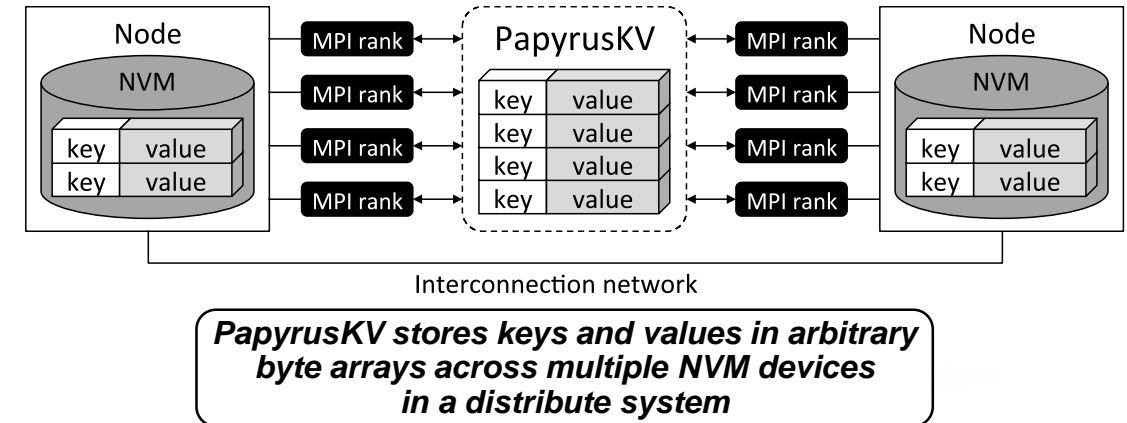 Node
NVM
key value
key value
MPI rank
MPI rank
MPI rank
MPI rank
PapyrusKV
key value
key value
key value
key value
MPI rank
MPI rank
MPI rank
MPI rank
Node
NVM
key value
key value
Interconnection network
PapyrusKV stores keys and values in arbitrary
byte arrays across multiple NVM devices
in a distribute system